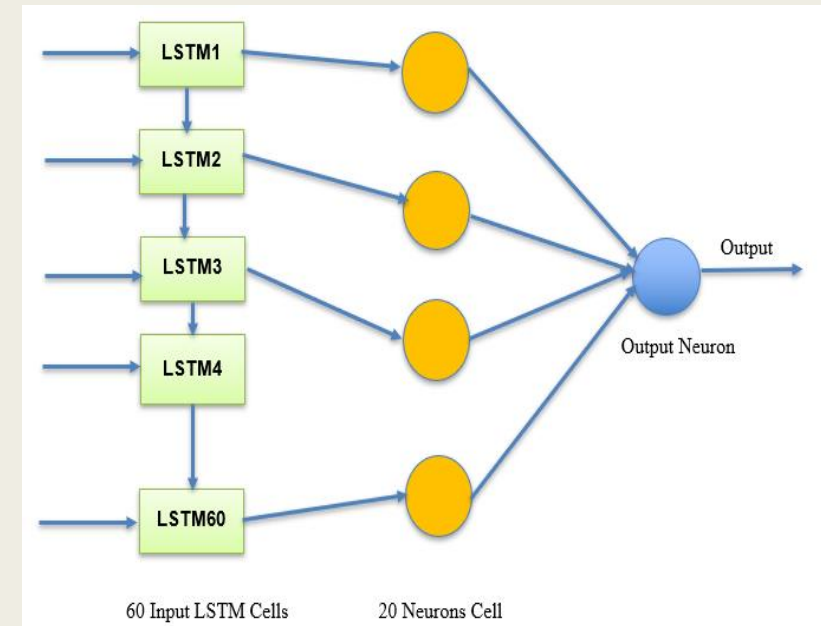 LSTM1
LSTM2
LSTM3
LSTM4
LSTM60
Output
Output Neuron
60 Input LSTM Cells
20 Neurons Cell